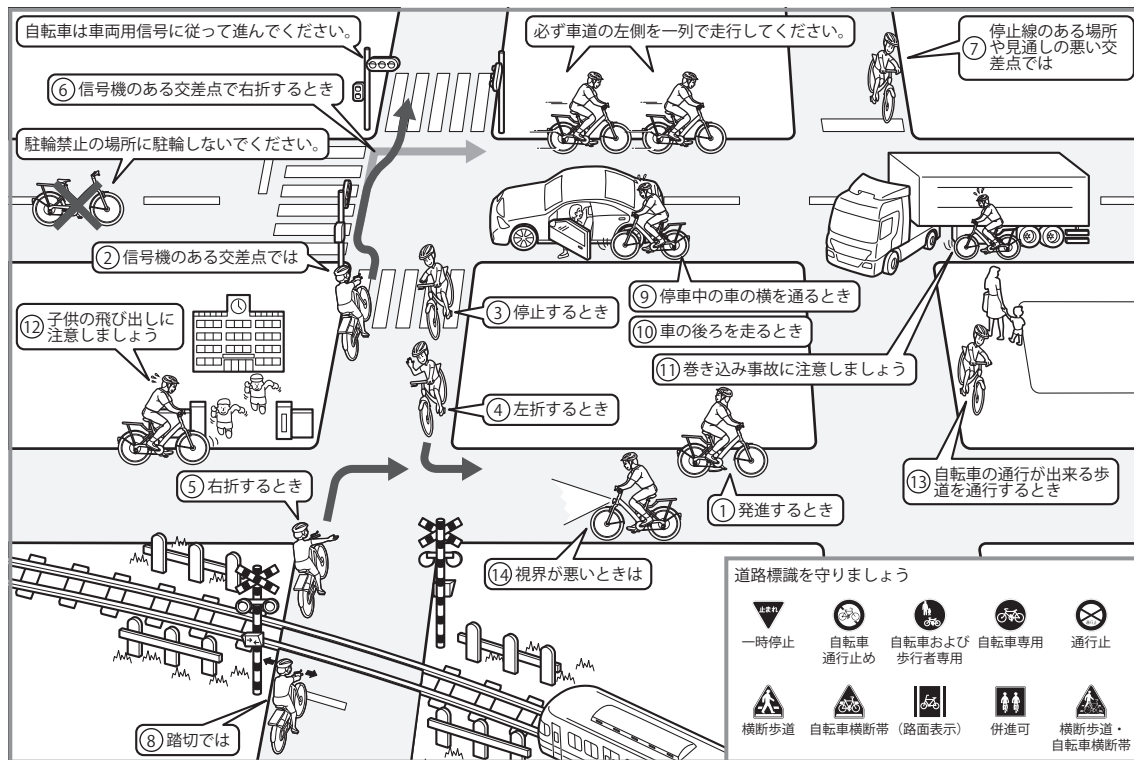 自転車は車両用信号に従って進んでください。
必ず車道の左側を一列で走行してください。
⑦ 停止線のある場所
や見通しの悪い交
差点では
⑥ 信号機のある交差点で右折するとき
駐輪禁止の場所に駐輪しないでください。
② 信号機のある交差点では
③ 停止するとき
⑨ 停車中の車の横を通るとき
⑩ 車の後ろを走るとき
⑪ 巻き込み事故に注意しましょう
⑫ 子供の飛び出しに
注意しましょう
④ 左折するとき
⑤ 右折するとき
① 発進するとき
⑬ 自転車の通行が出来る歩
道を通行するとき
⑭ 視界が悪いときは
⑧ 踏切では
道路標識を守りましょう
止まれ
一時停止
自転車
通行止め
自転車および
歩行者専用
自転車専用
通行止
横断歩道
自転車横断帯
（路面表示）
併進可
横断歩道・
自転車横断帯